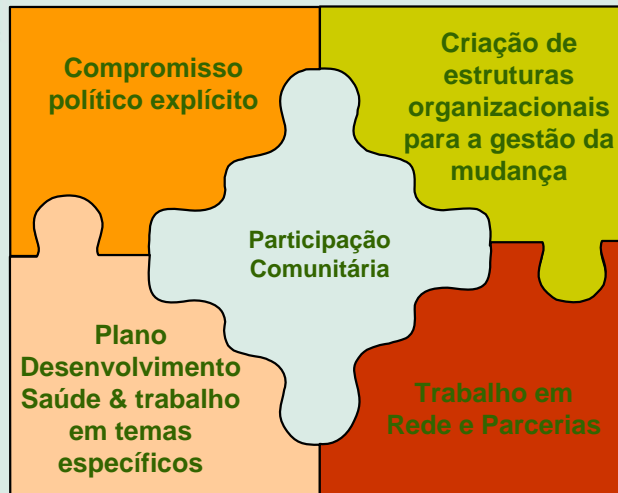 Compromisso
político explícito
Criação de
estruturas
organizacionais
para a gestão da
mudança
Participação
Comunitária
Plano
Desenvolvimento
Saúde & trabalho
em temas
específicos
Trabalho em
Rede e Parcerias